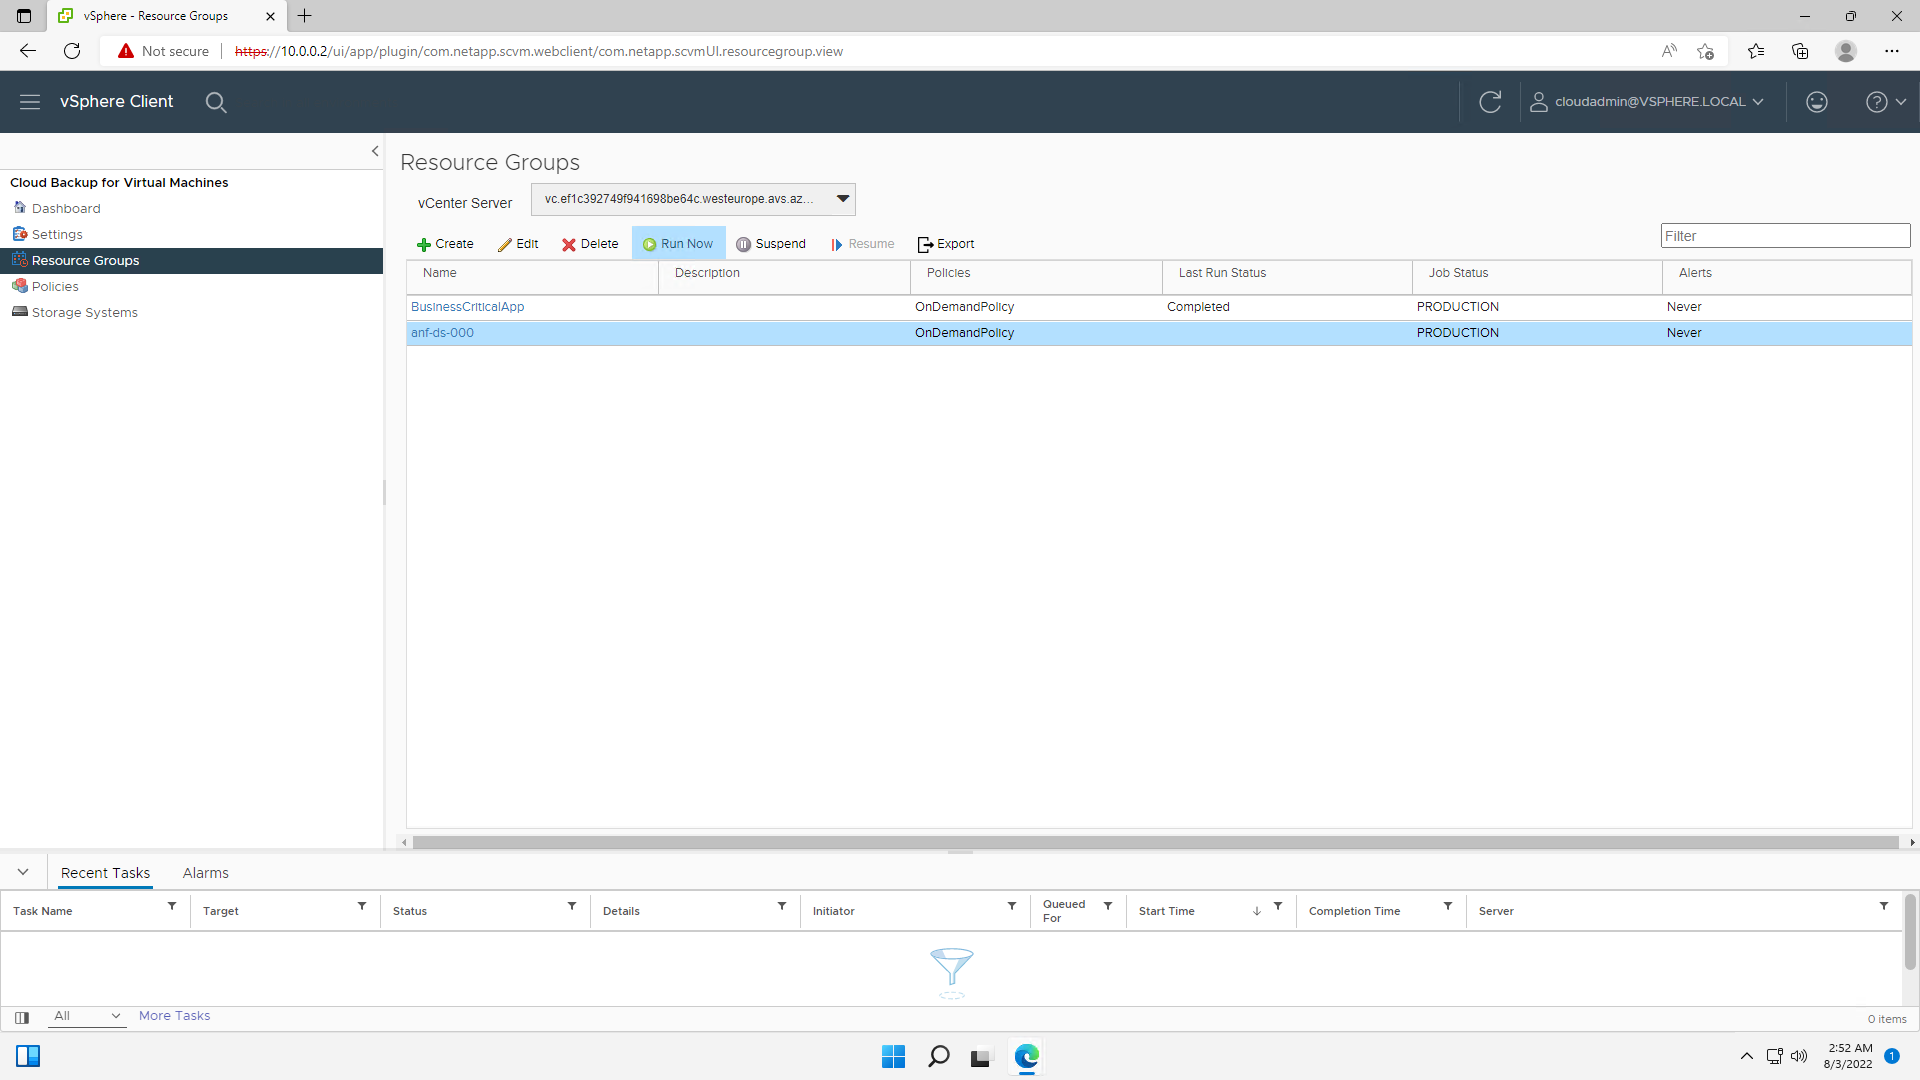 vSphere - Resource Groups
Not secure
https://10.0.0.2/ui/app/plugin/com.netapp.scvm.webclient/com.netapp.scvmUI.resourcegroup.view
vSphere Client
cloudadmin@VSPHERE.LOCAL
Cloud Backup for Virtual Machines
Dashboard
Settings
Resource Groups
Policies
Storage Systems
Resource Groups
vCenter Server
vc.ef1c392749f941698be64c.westeurope.avs.az...
Create Edit Delete Run Now Suspend Resume Export
Filter
Name Description Policies Last Run Status Job Status Alerts
BusinessCriticalApp OnDemandPolicy Completed PRODUCTION Never
anf-ds-000 OnDemandPolicy PRODUCTION Never
Recent Tasks Alarms
Task Name Target Status Details Initiator Queued For Start Time Completion Time Server
All More Tasks
0 items
2:52 AM
8/3/2022
1